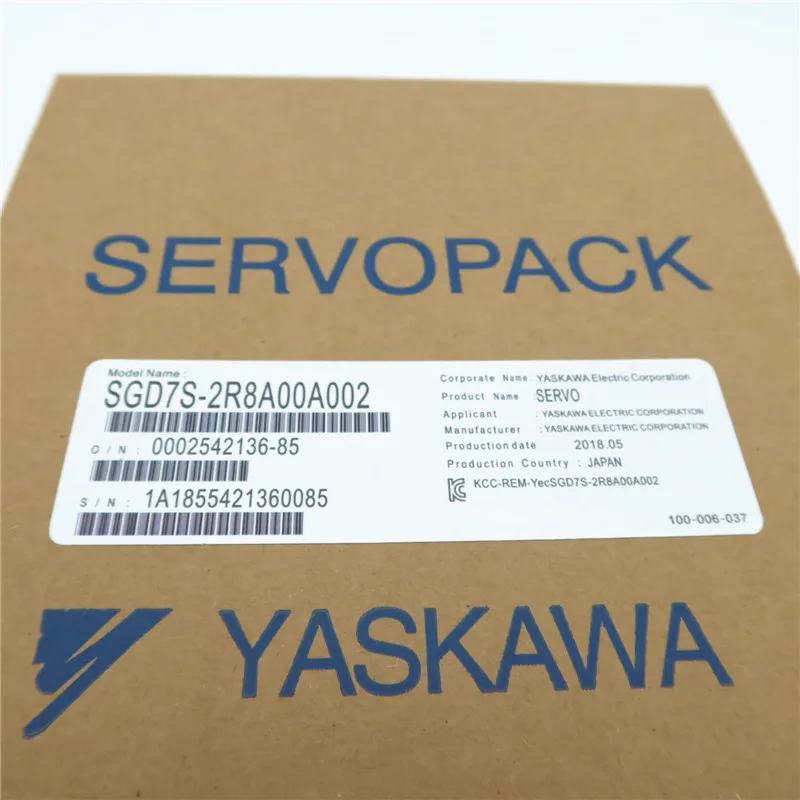 SERVOPACK
Model Name :
SGD7S-2R8A00A002
O/N: 0002542136-85
S/N: 1A1855421360085
Corporate Name : YASKAWA Electric Corporation
Product Name : SERVO
Applicant : YASKAWA ELECTRIC CORPORATION
Manufacturer : YASKAWA ELECTRIC CORPORATION
Production date 2018.05
Production Country : JAPAN
KCC-REM-YecSGD7S-2R8A00A002
100-006-037
YASKAWA